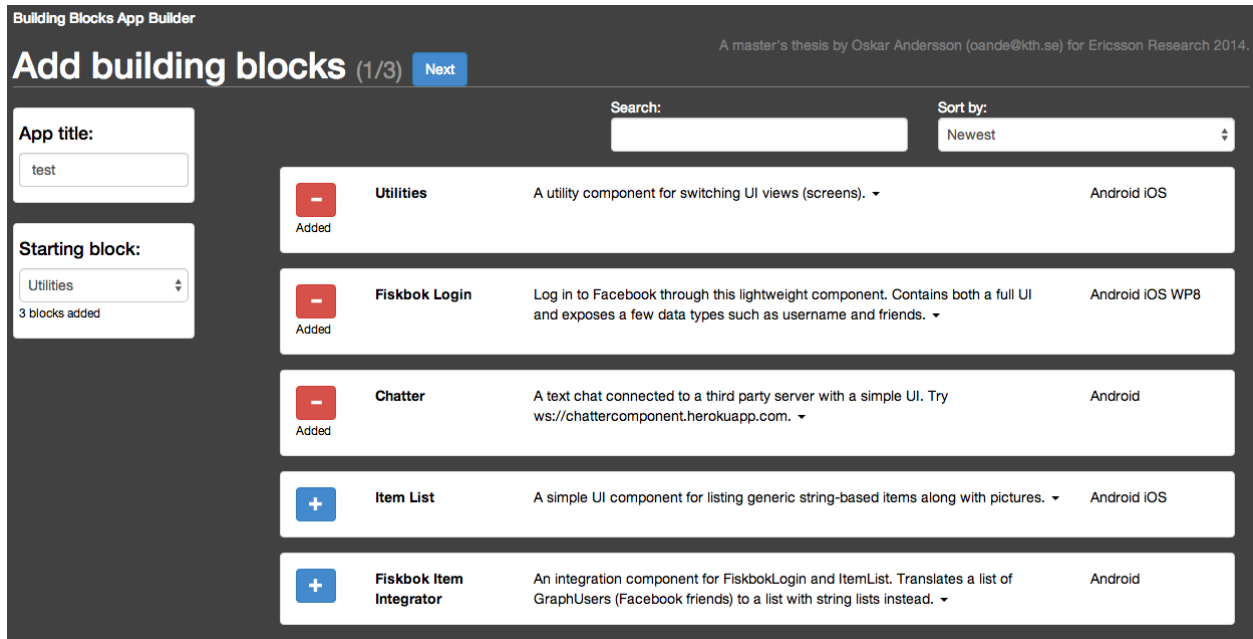 Building Blocks App Builder
A master's thesis by Oskar Andersson (oande@kth.se) for Ericsson Research 2014.
Add building blocks (1/3) Next
App title:
test
Starting block:
Utilities
3 blocks added
Search:
Sort by:
Newest
Utilities
A utility component for switching UI views (screens).
Android iOS
Added
Fiskbok Login
Log in to Facebook through this lightweight component. Contains both a full UI
and exposes a few data types such as username and friends.
Android iOS WP8
Added
Chatter
A text chat connected to a third party server with a simple UI. Try
ws://chattercomponent.herokuapp.com.
Android
Added
Item List
A simple UI component for listing generic string-based items along with pictures.
Android iOS
Fiskbok Item
Integrator
An integration component for FiskbokLogin and ItemList. Translates a list of
GraphUsers (Facebook friends) to a list with string lists instead.
Android